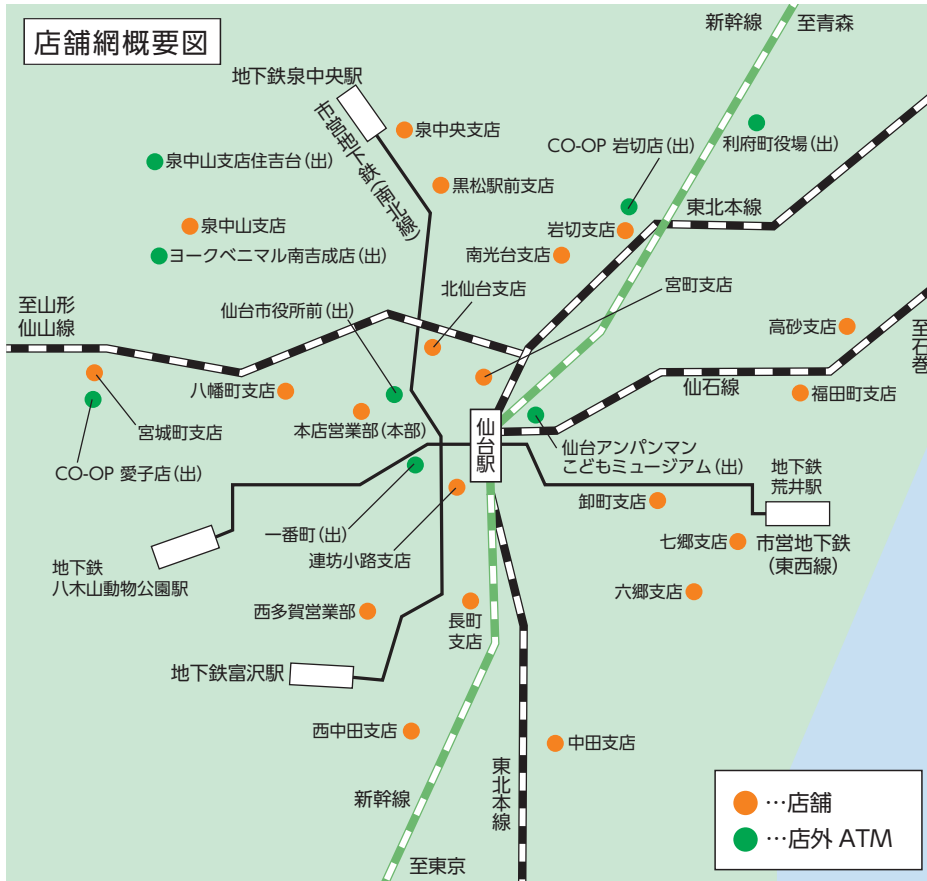 店舗網概要図
新幹線
至青森
地下鉄泉中央駅
市営地下鉄(南北線)
泉中央支店
CO-OP 岩切店(出)
利府町役場(出)
泉中山支店住吉台(出)
黒松駅前支店
東北本線
泉中山支店
岩切支店
ヨークベニマル南吉成店(出)
南光台支店
北仙台支店
宮町支店
至山形
仙山線
仙台市役所前(出)
高砂支店
至石巻
八幡町支店
仙石線
福田町支店
宮城町支店
本店営業部(本部)
仙台駅
仙台アンパンマン
こどもミュージアム(出)
CO-OP 愛子店(出)
地下鉄
荒井駅
卸町支店
一番町(出)
連坊小路支店
七郷支店
市営地下鉄
(東西線)
地下鉄
八木山動物公園駅
六郷支店
西多賀営業部
長町
支店
地下鉄富沢駅
西中田支店
中田支店
東北本線
新幹線
至東京
…店舗
…店外 ATM